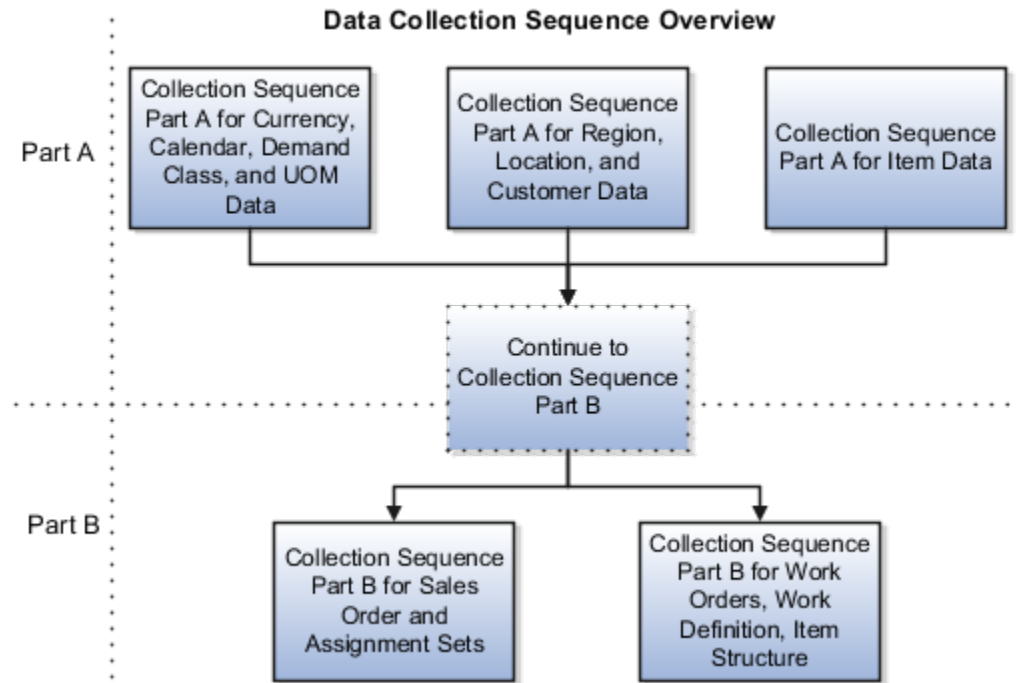 Data Collection Sequence Overview
Part A
Collection Sequence
Part A for Currency,
Calendar, Demand
Class, and UOM
Data
Collection Sequence
Part A for Region,
Location, and
Customer Data
Collection Sequence
Part A for Item Data
Continue to
Collection Sequence
Part B
Part B
Collection Sequence
Part B for Sales
Order and
Assignment Sets
Collection Sequence
Part B for Work
Orders, Work
Definition, Item
Structure